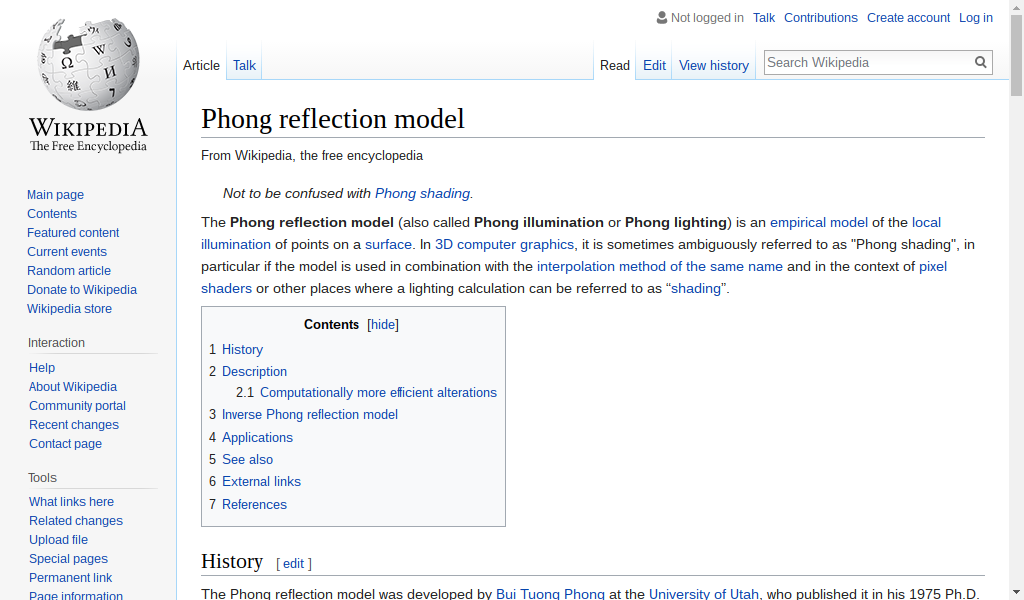 Not logged in Talk Contributions Create account Log in
Article Talk Read Edit View history Search Wikipedia
WIKIPEDIA
The Free Encyclopedia
Main page
Contents
Featured content
Current events
Random article
Donate to Wikipedia
Wikipedia store
Interaction
Help
About Wikipedia
Community portal
Recent changes
Contact page
Tools
What links here
Related changes
Upload file
Special pages
Permanent link
Page information
Phong reflection model
From Wikipedia, the free encyclopedia
Not to be confused with Phong shading.
The Phong reflection model (also called Phong illumination or Phong lighting) is an empirical model of the local
illumination of points on a surface. In 3D computer graphics, it is sometimes ambiguously referred to as "Phong shading", in
particular if the model is used in combination with the interpolation method of the same name and in the context of pixel
shaders or other places where a lighting calculation can be referred to as “shading”.
Contents [hide]
1 History
2 Description
2.1 Computationally more efficient alterations
3 Inverse Phong reflection model
4 Applications
5 See also
6 External links
7 References
History [ edit ]
The Phong reflection model was developed by Bui Tuong Phong at the University of Utah, who published it in his 1975 Ph.D.